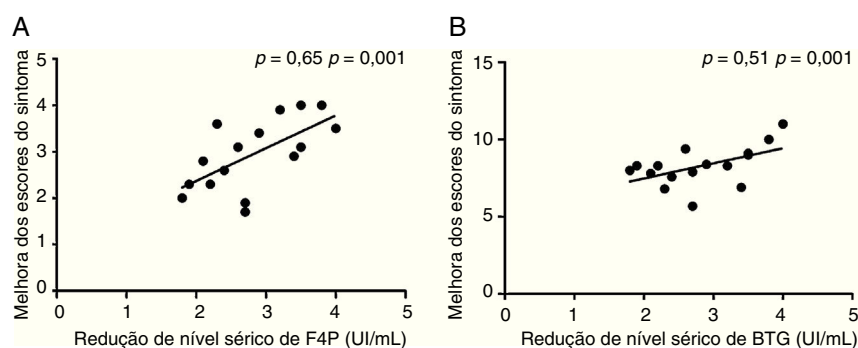 A
Melhora dos escores do sintoma
p = 0,65 p = 0,001
5
4
3
2
1
0
0 1 2 3 4 5
Redução de nível sérico de F4P (UI/mL)
B
Melhora dos escores do sintoma
p = 0,51 p = 0,001
15
10
5
0
0 1 2 3 4 5
Redução de nível sérico de BTG (UI/mL)